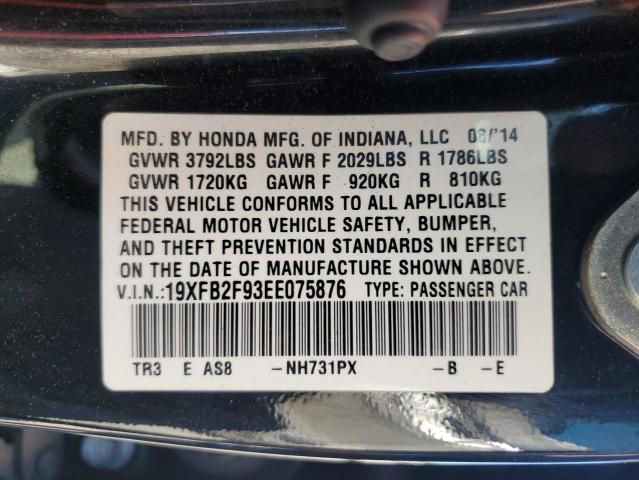 MFD. BY HONDA MFG. OF INDIANA, LLC 08/'14
GVWR 3792LBS GAWR F 2029LBS R 1786LBS
GVWR 1720KG GAWR F 920KG R 810KG
THIS VEHICLE CONFORMS TO ALL APPLICABLE
FEDERAL MOTOR VEHICLE SAFETY, BUMPER,
AND THEFT PREVENTION STANDARDS IN EFFECT
ON THE DATE OF MANUFACTURE SHOWN ABOVE.
V.I.N.:19XFB2F93EE075876 TYPE: PASSENGER CAR
TR3 E AS8 -NH731PX -B -E